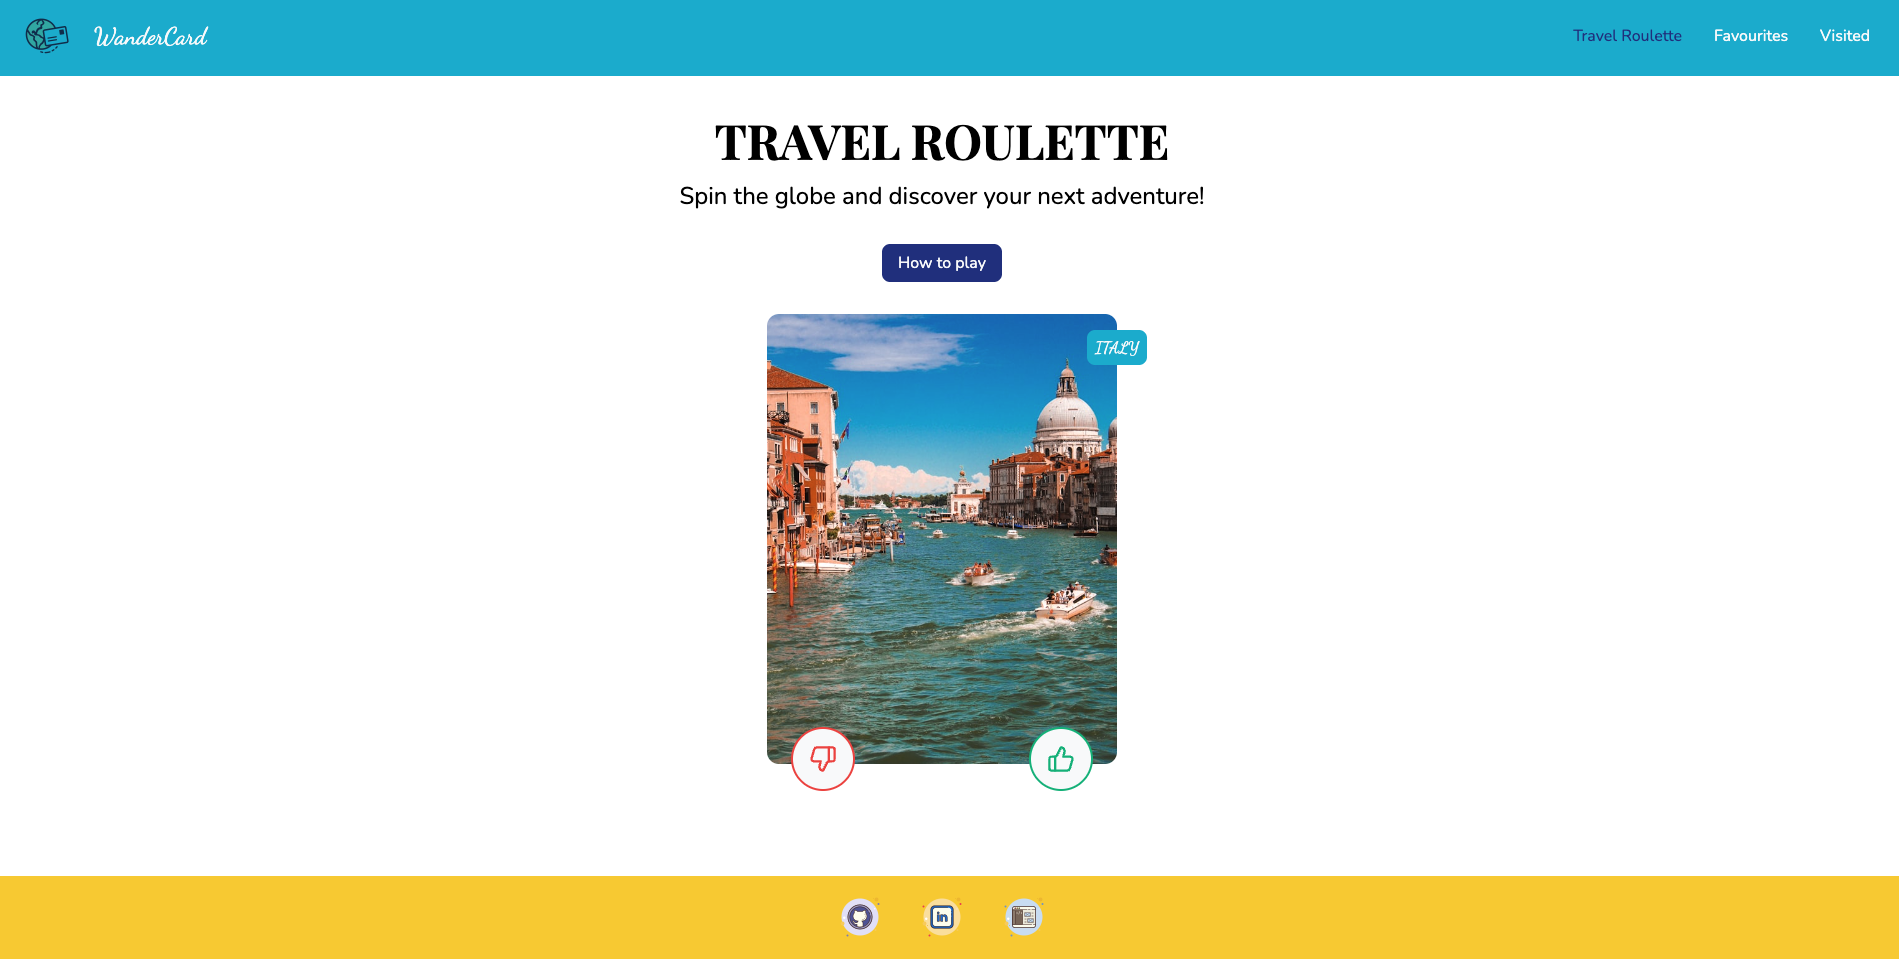 WanderCard
Travel Roulette
Favourites
Visited
TRAVEL ROULETTE
Spin the globe and discover your next adventure!
How to play
ITALY
in